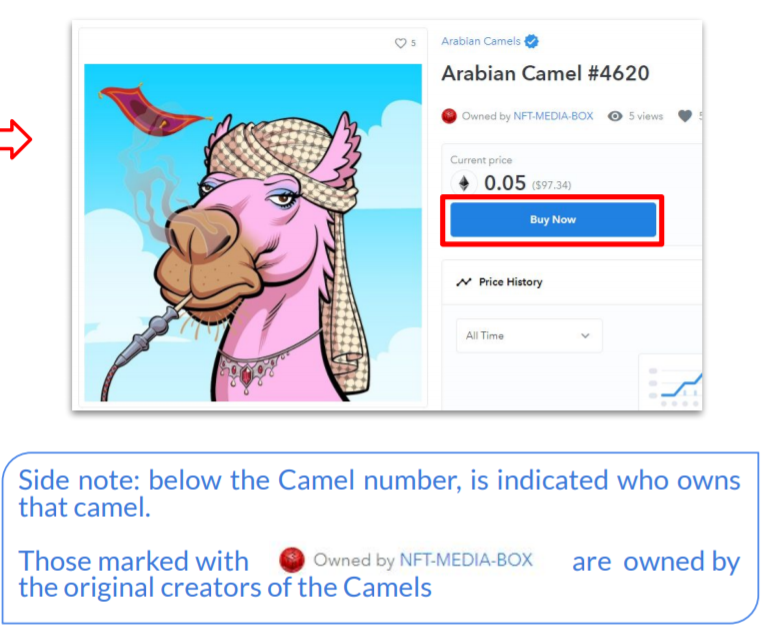 5
Arabian Camels
Arabian Camel #4620
Owned by NFT-MEDIA-BOX 5 views 5
Current price
0.05 ($97.34)
Buy Now
Price History
All Time
Side note: below the Camel number, is indicated who owns
that camel.
Those marked with Owned by NFT-MEDIA-BOX are owned by
the original creators of the Camels